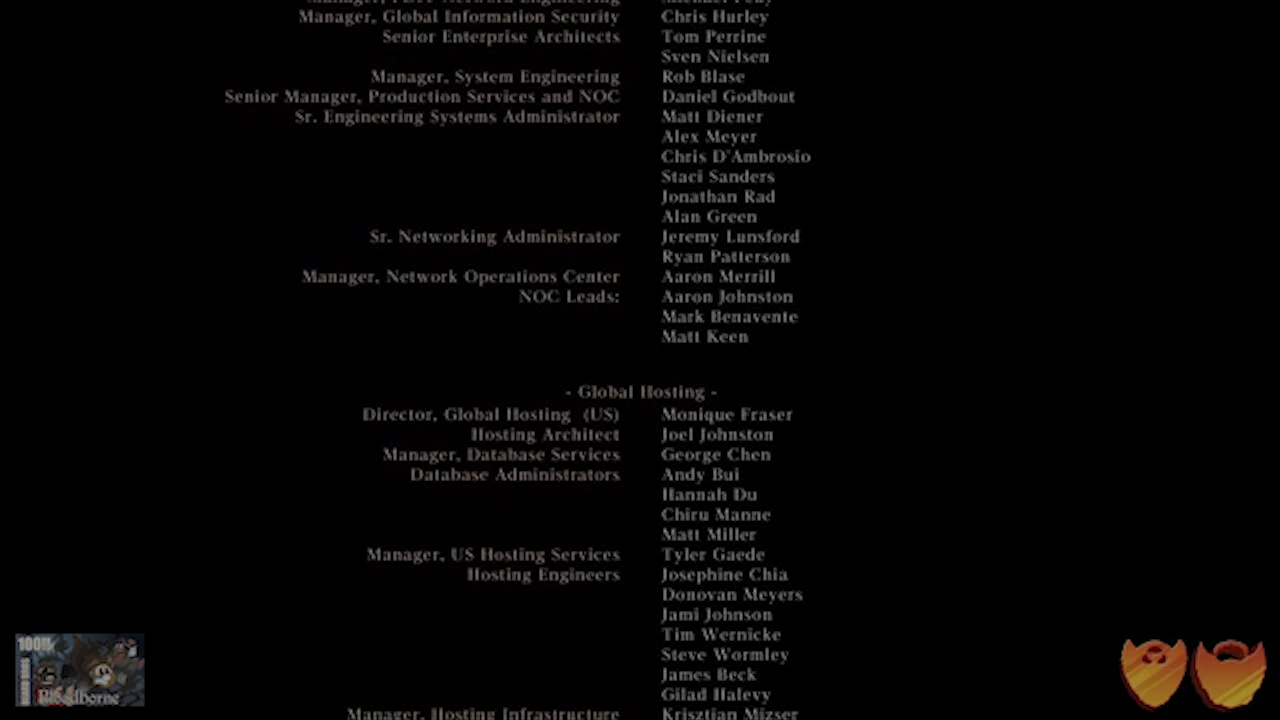 Manager, Global Information Security Chris Hurley
Senior Enterprise Architects Tom Perrine
Sven Nielsen
Manager, System Engineering Rob Blase
Senior Manager, Production Services and NOC Daniel Godbout
Sr. Engineering Systems Administrator Matt Diener
Alex Meyer
Chris D'Ambrosio
Staci Sanders
Jonathan Rad
Alan Green
Sr. Networking Administrator Jeremy Lunsford
Ryan Patterson
Manager, Network Operations Center Aaron Merrill
NOC Leads: Aaron Johnston
Mark Benavente
Matt Keen
- Global Hosting -
Director, Global Hosting (US) Monique Fraser
Hosting Architect Joel Johnston
Manager, Database Services George Chen
Database Administrators Andy Bui
Hannah Du
Chiru Manne
Matt Miller
Manager, US Hosting Services Tyler Gaede
Hosting Engineers Josephine Chia
Donovan Meyers
Jami Johnson
Tim Wernicke
Steve Wormley
James Beck
Gilad Halevy
Manager, Hosting Infrastructure Krisztian Mizser
100%
Bloodborne